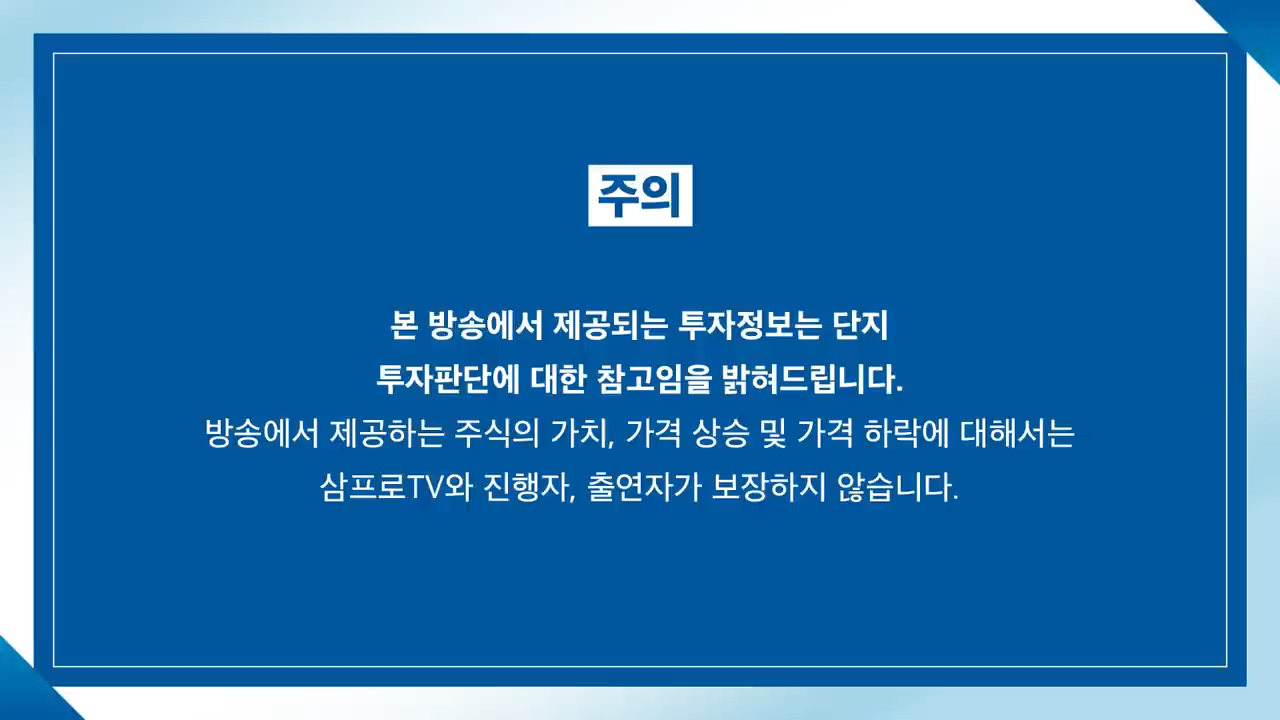 주의
본 방송에서 제공되는 투자정보는 단지
투자판단에 대한 참고임을 밝혀드립니다.
방송에서 제공하는 주식의 가치, 가격 상승 및 가격 하락에 대해서는
삼프로TV와 진행자, 출연자가 보장하지 않습니다.